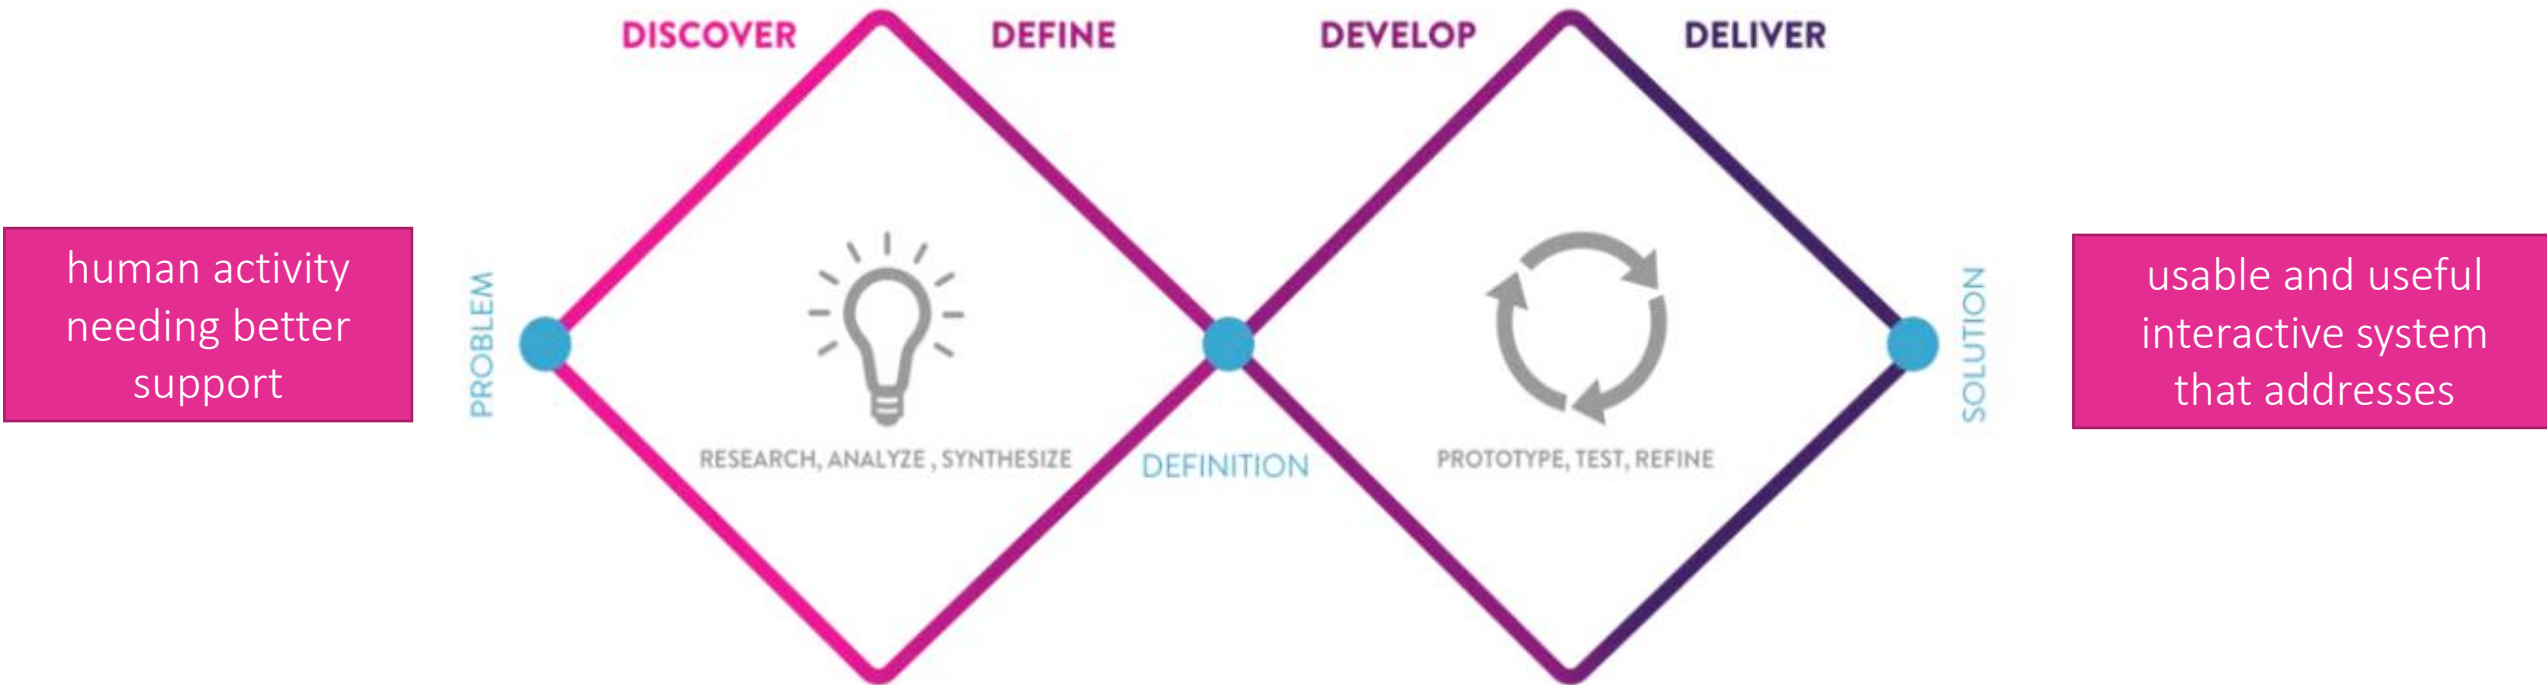 DISCOVER
DEFINE
DEVELOP
DELIVER
human activity
needing better
support
PROBLEM
RESEARCH, ANALYZE , SYNTHESIZE
DEFINITION
PROTOTYPE, TEST, REFINE
SOLUTION
usable and useful
interactive system
that addresses